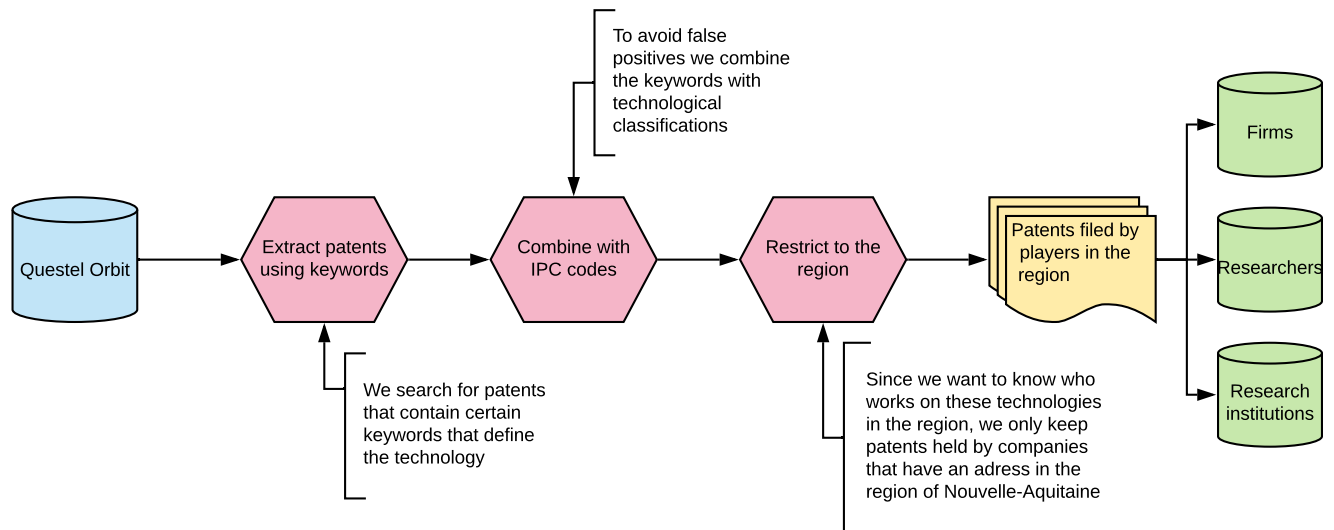 To avoid false
positives we combine
the keywords with
technological
classifications
Firms
Questel Orbit
Extract patents
using keywords
Combine with
IPC codes
Restrict to the
region
Patents filed by
players in the
region
Researchers
We search for patents
that contain certain
keywords that define
the technology
Since we want to know who
works on these technologies
in the region, we only keep
patents held by companies
that have an adress in the
region of Nouvelle-Aquitaine
Research
institutions